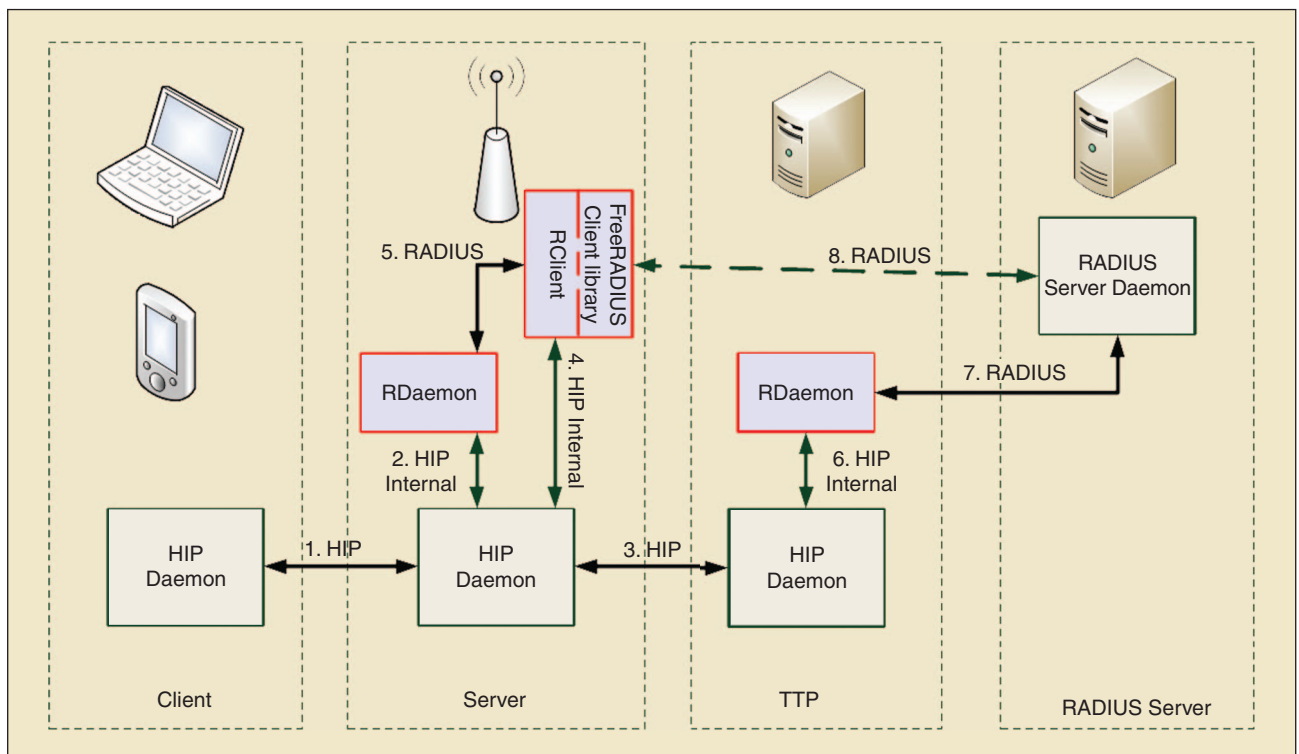 FreeRADIUS
Client library
RClient
5. RADIUS
8. RADIUS
RADIUS
Server Daemon
4. HIP Internal
RDaemon
RDaemon
7. RADIUS
2. HIP
Internal
6. HIP
Internal
HIP
Daemon
1. HIP
HIP
Daemon
3. HIP
HIP
Daemon
Client
Server
TTP
RADIUS Server